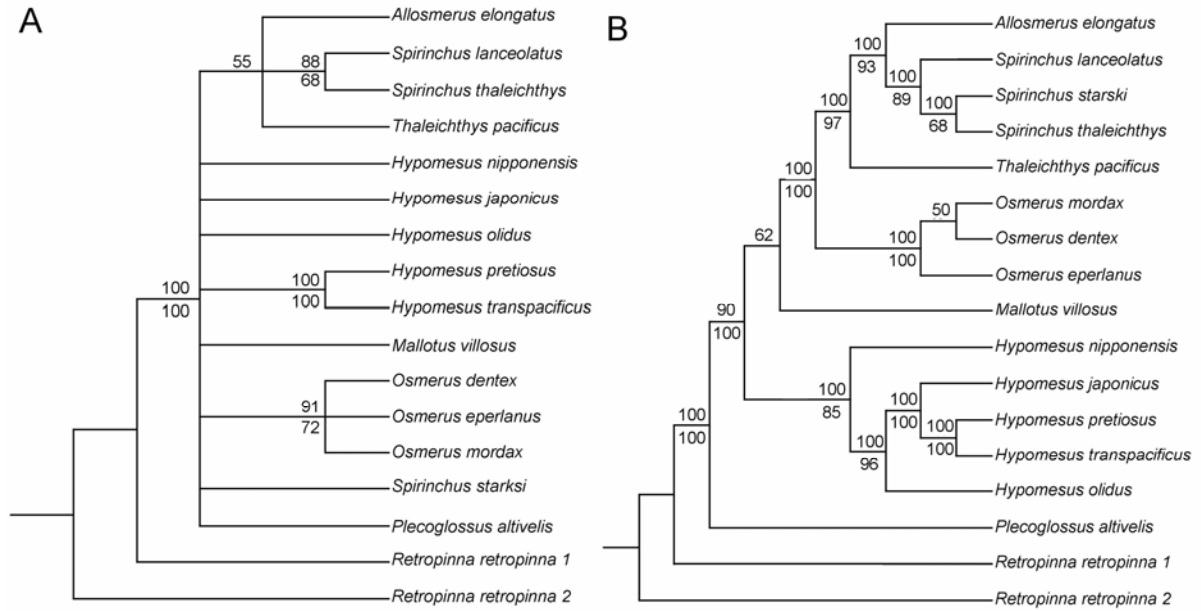 A
Allosmerus elongatus
55
88
Spirinchus lanceolatus
68
Spirinchus thaleichthys
Thaleichthys pacificus
Hypomesus nipponensis
Hypomesus japonicus
Hypomesus olidus
Hypomesus pretiosus
100
100
Hypomesus transpacificus
100
100
Mallotus villosus
Osmerus dentex
91
Osmerus eperlanus
72
Osmerus mordax
Spirinchus starksi
Plecoglossus altivelis
Retropinna retropinna 1
Retropinna retropinna 2
B
Allosmerus elongatus
100
93
Spirinchus lanceolatus
100
89
Spirinchus starski
100
68
Spirinchus thaleichthys
100
97
Thaleichthys pacificus
100
100
Osmerus mordax
50
Osmerus dentex
100
100
Osmerus eperlanus
62
Mallotus villosus
90
100
Hypomesus nipponensis
100
85
Hypomesus japonicus
100
100
Hypomesus pretiosus
100
100
Hypomesus transpacificus
100
96
Hypomesus olidus
100
100
Plecoglossus altivelis
Retropinna retropinna 1
Retropinna retropinna 2